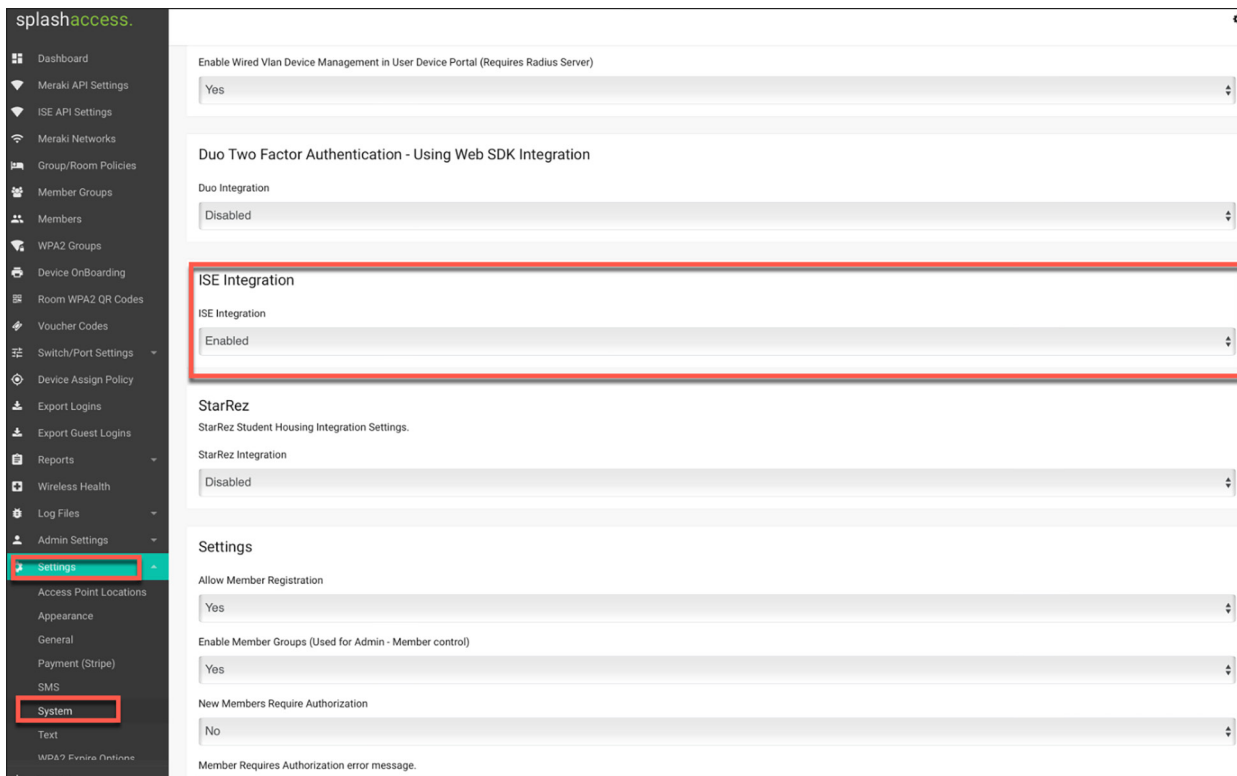 splashaccess.
Dashboard
Meraki API Settings
ISE API Settings
Meraki Networks
Group/Room Policies
Member Groups
Members
WPA2 Groups
Device OnBoarding
Room WPA2 QR Codes
Voucher Codes
Switch/Port Settings
Device Assign Policy
Export Logins
Export Guest Logins
Reports
Wireless Health
Log Files
Admin Settings
Settings
Access Point Locations
Appearance
General
Payment (Stripe)
SMS
System
Text
WPA2 Expire Options
Enable Wired Vlan Device Management in User Device Portal (Requires Radius Server)
Yes
Duo Two Factor Authentication - Using Web SDK Integration
Duo Integration
Disabled
ISE Integration
ISE Integration
Enabled
StarRez
StarRez Student Housing Integration Settings.
StarRez Integration
Disabled
Settings
Allow Member Registration
Yes
Enable Member Groups (Used for Admin - Member control)
Yes
New Members Require Authorization
No
Member Requires Authorization error message.